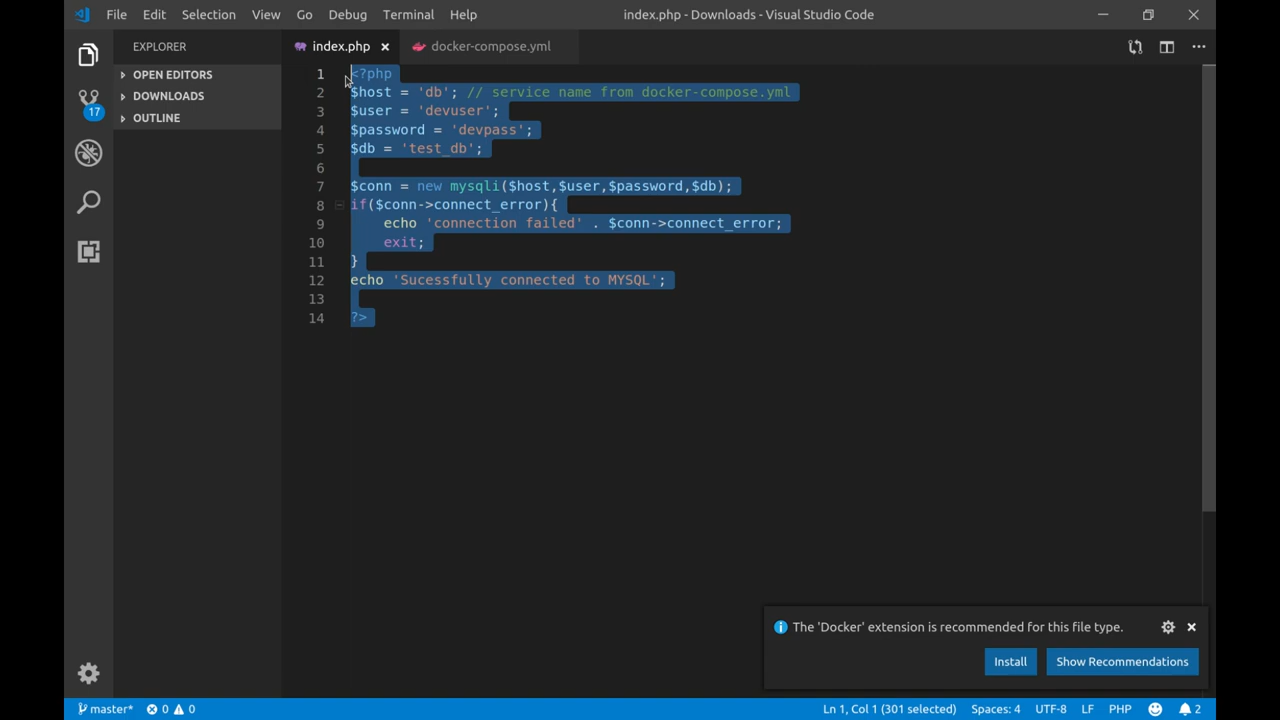 File Edit Selection View Go Debug Terminal Help
index.php - Downloads - Visual Studio Code
EXPLORER
OPEN EDITORS
DOWNLOADS
OUTLINE
17
index.php
docker-compose.yml
1 <?php
2 $host = 'db'; // service name from docker-compose.yml
3 $user = 'devuser';
4 $password = 'devpass';
5 $db = 'test_db';
6
7 $conn = new mysqli($host,$user,$password,$db);
8 if($conn->connect_error){
9     echo 'connection failed' . $conn->connect_error;
10     exit;
11 }
12 echo 'Sucessfully connected to MYSQL';
13
14 ?>
The 'Docker' extension is recommended for this file type.
Install
Show Recommendations
master* 0 0
Ln 1, Col 1 (301 selected) Spaces: 4 UTF-8 LF PHP 2